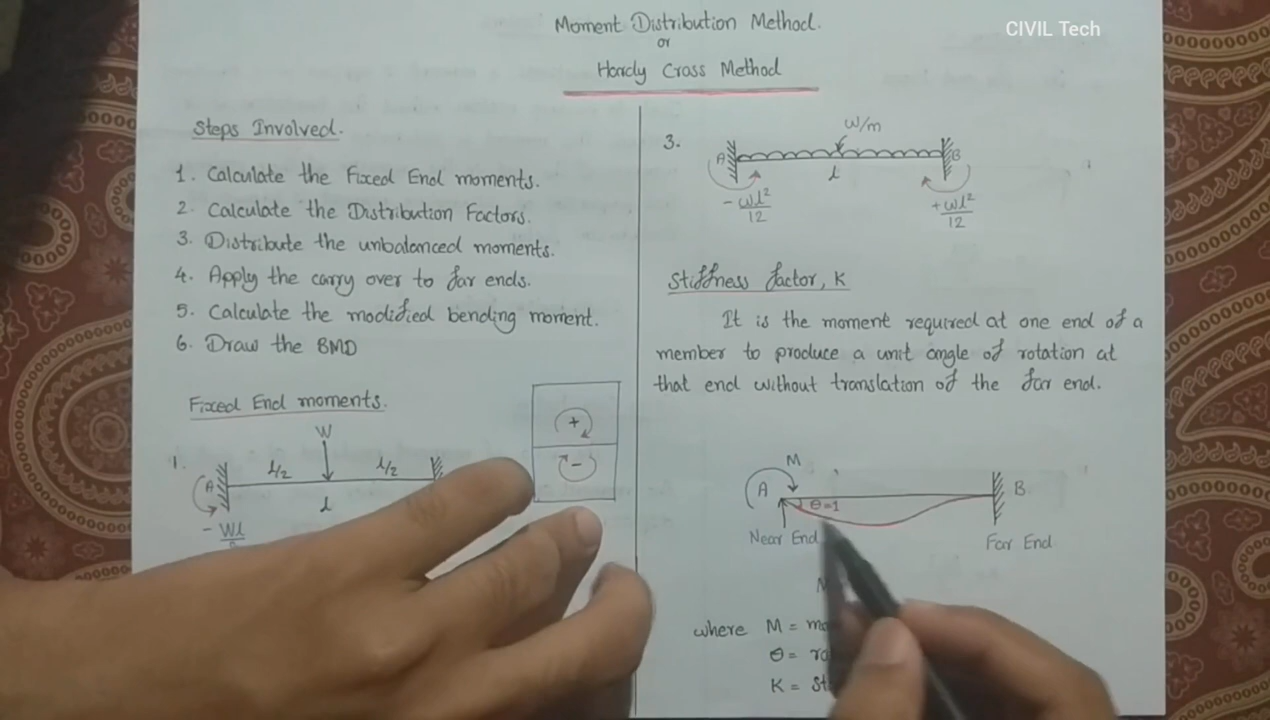 CIVIL Tech
Moment Distribution Method.
or
Hardy Cross Method
Steps Involved.
1. Calculate the Fixed End moments.
2. Calculate the Distribution Factors.
3. Distribute the unbalanced moments.
4. Apply the carry over to far ends.
5. Calculate the modified bending moment.
6. Draw the BMD
Fixed End moments.
1.
W
l/2 l/2
A
l
- Wl
+
-
3.
w/m
A B
l
- wl²/12 + wl²/12
Stiffness factor, K
It is the moment required at one end of a
member to produce a unit angle of rotation at
that end without translation of the far end.
M
A B
θ=1
Near End Far End
where M = mo
θ =
K = St